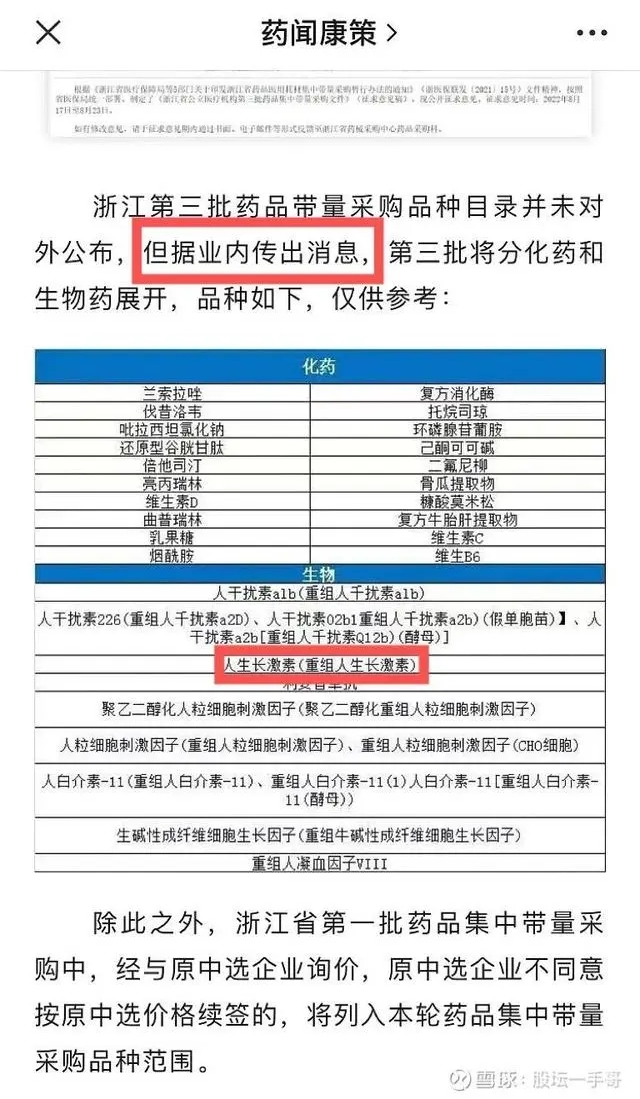 药闻康策 >
根据《浙江省医疗保障局等5部门关于印发浙江省药品医用耗材集中带量采购暂行办法的通知》(浙医保联发〔2021〕15号)文件精神，按照
省医保局统一部署，制定了《浙江省公立医疗机构第三批药品集中带量采购文件》(征求意见稿)，现公开征求意见，征求意见时间，2022年8月
17日至8月23日。
如有修改意见，请于征求意见期内通过书面、电子邮件等形式反馈至浙江省药械采购中心药品采购科。
浙江第三批药品带量采购品种目录并未对
外公布，但据业内传出消息，第三批将分化药和
生物药展开，品种如下，仅供参考：
化药
兰索拉唑 复方消化酶
伐昔洛韦 托烷司琼
吡拉西坦氯化钠 环磷腺苷葡胺
还原型谷胱甘肽 己酮可可碱
倍他司汀 二氟尼柳
亮丙瑞林 骨瓜提取物
维生素D 糠酸莫米松
曲普瑞林 复方牛胎肝提取物
乳果糖 维生素C
烟酰胺 维生B6
生物
人干扰素a1b(重组人千扰素a1b)
人干扰素226(重组人千扰素a2D)、人干扰素02b1重组人千扰素a2b)(假单胞苗)】、人
干扰素a2b[重组人千扰素Q12b)(酵母)]
人生长激素(重组人生长激素)
聚乙二醇化人粒细胞刺激因子(聚乙二醇化重组人粒细胞刺激因子)
人粒细胞刺激因子(重组人粒细胞刺激因子)、重组人粒细胞刺激因子(CHO细胞)
人白介素-11(重组人白介素-11)、重组人白介素-11(1)人白介素-11[重组人白介素-
11(酵母))
生碱性成纤维细胞生长因子(重组牛碱性成纤维细胞生长因子)
重组人凝血因子VIII
除此之外，浙江省第一批药品集中带量采
购中，经与原中选企业询价，原中选企业不同意
按原中选价格续签的，将列入本轮药品集中带量
采购品种范围。
雪球：股坛一手哥